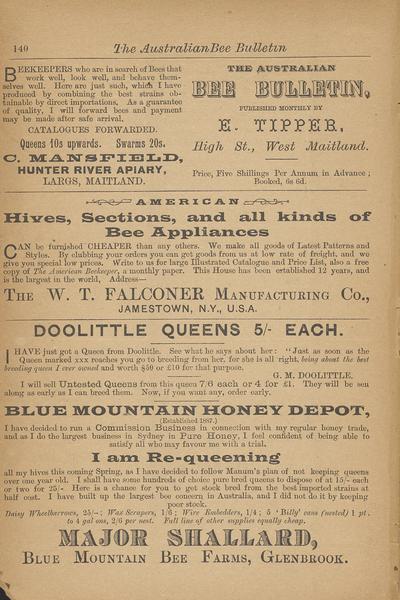 140 The Australian Bee Bulletin
BEEKEEPERS who are in search of Bees that
work well, look well, and behave them-
selves well. Here are just such, which I have
produced by combining the best strains ob-
tainable by direct importations. As a guarantee
of quality, I will forward bees and payment
may be made after safe arrival.
CATALOGUES FORWARDED.
Queens 10s upwards. Swarms 20s.
C. MANSFIELD,
HUNTER RIVER APIARY,
LARGS, MAITLAND.
THE AUSTRALIAN
BEE BULLETIN,
PUBLISHED MONTHLY BY
E. TIPPER,
High St., West Maitland.
Price, Five Shillings Per Annum in Advance;
Booked, 6s 6d.
AMERICAN
Hives, Sections, and all kinds of
Bee Appliances
CAN be furnished CHEAPER than any others. We make all goods of Latest Patterns and
Styles. By clubbing your orders you can get goods from us at low rate of freight, and we
give you special low prices. Write to us for large Illustrated Catalogue and Price List, also a free
copy of The American Beekeeper, a monthly paper. This House has been established 12 years, and
is the largest in the world, Address—
THE W. T. FALCONER MANUFACTURING CO.,
JAMESTOWN, N.Y., U.S.A.
DOOLITTLE QUEENS 5/- EACH.
I HAVE just got a Queen from Doolittle. See what he says about her: "Just as soon as the
Queen marked xxx reaches you go to breeding from her, for she is all right, being about the best
breeding queen I ever owned and worth $50 or £10 for that purpose.
G. M. DOOLITTLE.
I will sell Untested Queens from this queen 7/6 each or 4 for £1. They will be sen
along as early as I can breed them. Now, if you want any, order early.
BLUE MOUNTAIN HONEY DEPOT,
(Established 1887.)
I have decided to run a Commission Business in connection with my regular honey trade,
and as I do the largest business in Sydney in Pure Honey, I feel confident of being able to
satisfy all who may favour me with a trial.
I am Re-queening
all my hives this coming Spring, as I have decided to follow Manum's plan of not keeping queens
over one year old. I shall have some hundreds of choice pure bred queens to dispose of at 15/- each
or two for 25/- Here is a chance for you to get stock bred from the best imported strains at
half cost. I have built up the largest bee concern in Australia, and I did not do it by keeping
poor stock.
Daisy Wheelbarrows, 25/-; Wax Scrapers, 1/6; Wire Embedders, 1/4; 5 'Billy' cans (nested) 1 pt.
to 4 gal ons, 2/6 per nest. Full line of other supplies equally cheap.
MAJOR SHALLARD,
BLUE MOUNTAIN BEE FARMS, GLENBROOK.